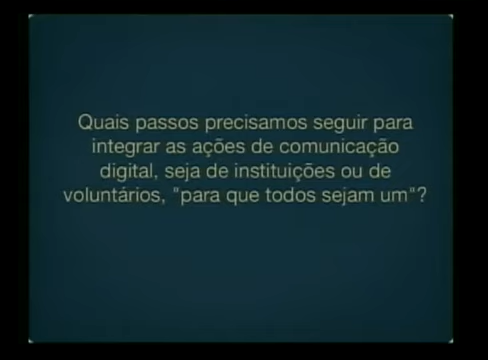 Quais passos precisamos seguir para
integrar as ações de comunicação
digital, seja de instituições ou de
voluntários, "para que todos sejam um"?